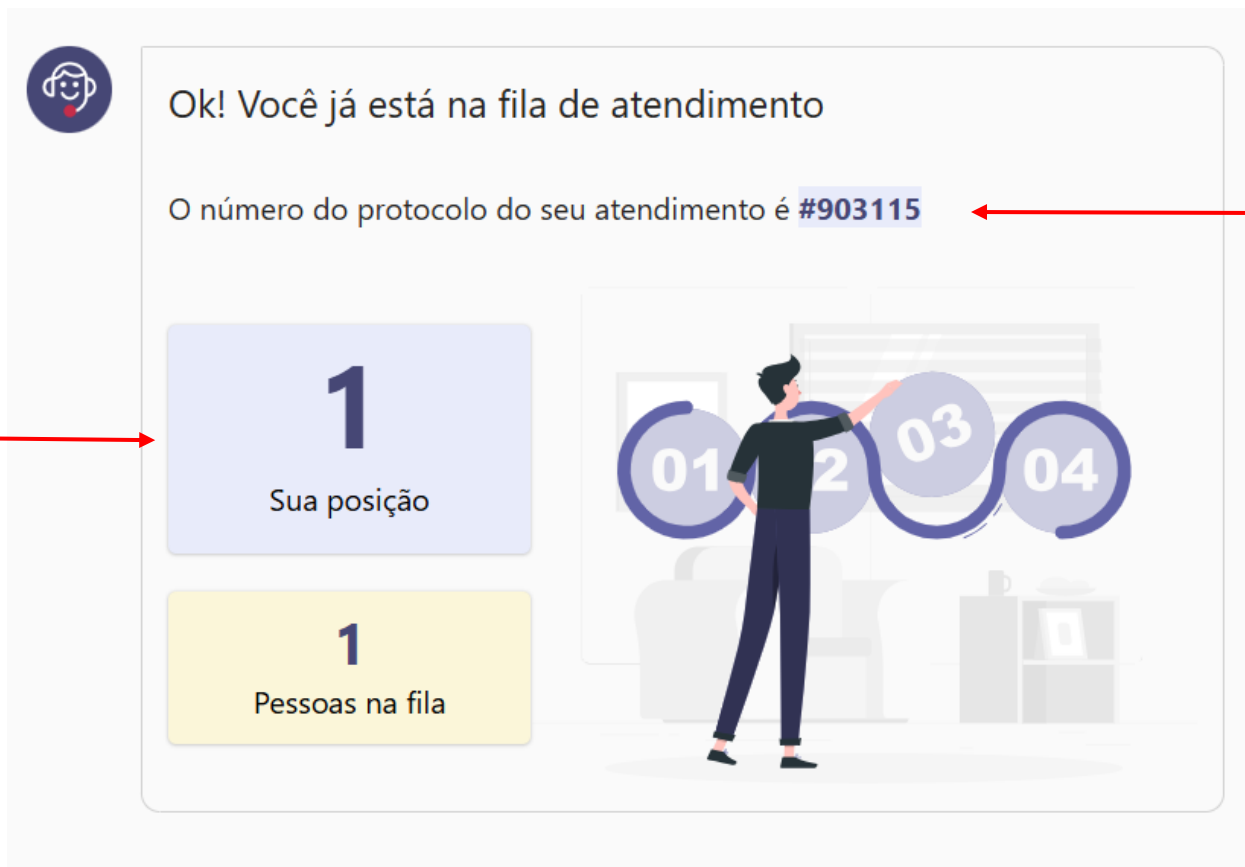 Ok! Você já está na fila de atendimento
O número do protocolo do seu atendimento é #903115
1
Sua posição
1
Pessoas na fila
01
2
03
04